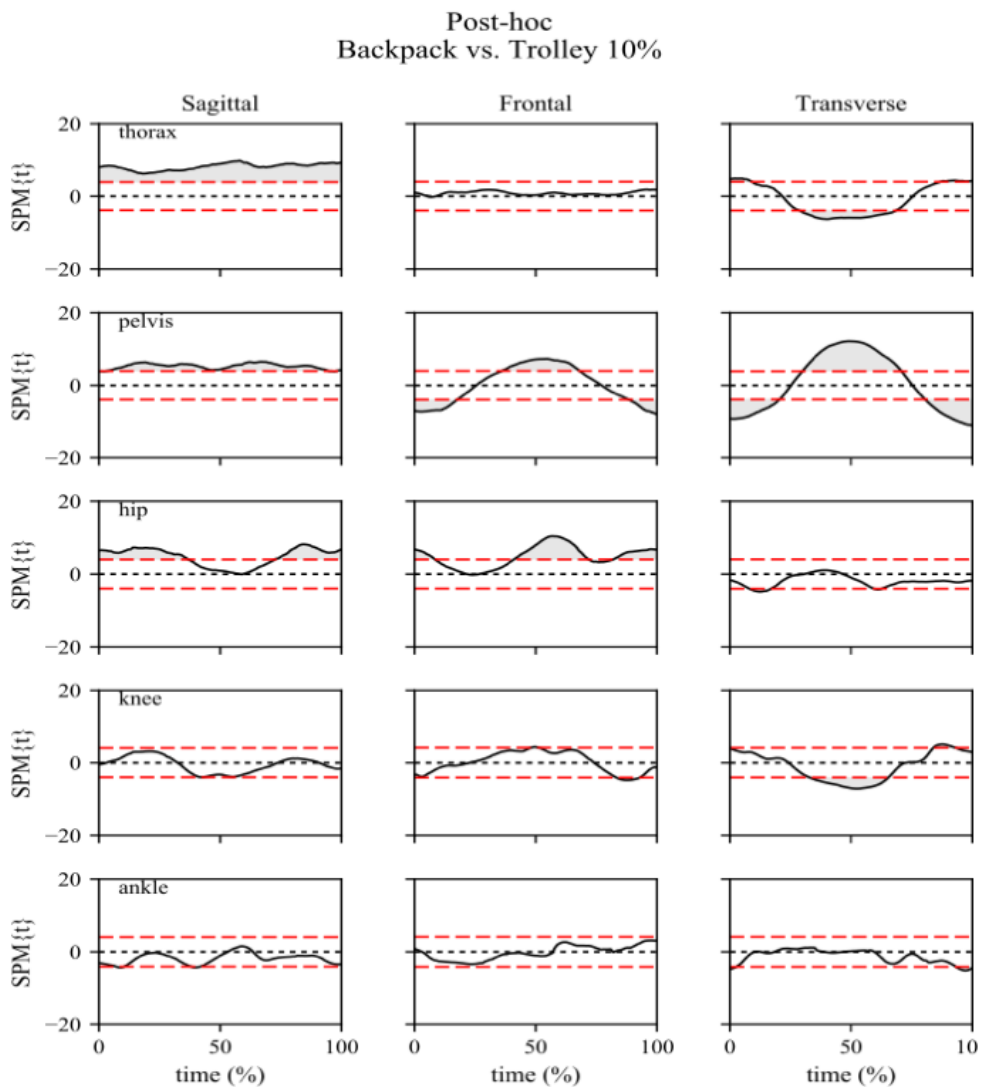 Post-hoc
Backpack vs. Trolley 10%
Sagittal Frontal Transverse
20
thorax
SPM{t}
0
−20
20
pelvis
SPM{t}
0
−20
20
hip
SPM{t}
0
−20
20
knee
SPM{t}
0
−20
20
ankle
SPM{t}
0
−20
0 50 100 0 50 100 0 50 10
time (%) time (%) time (%)